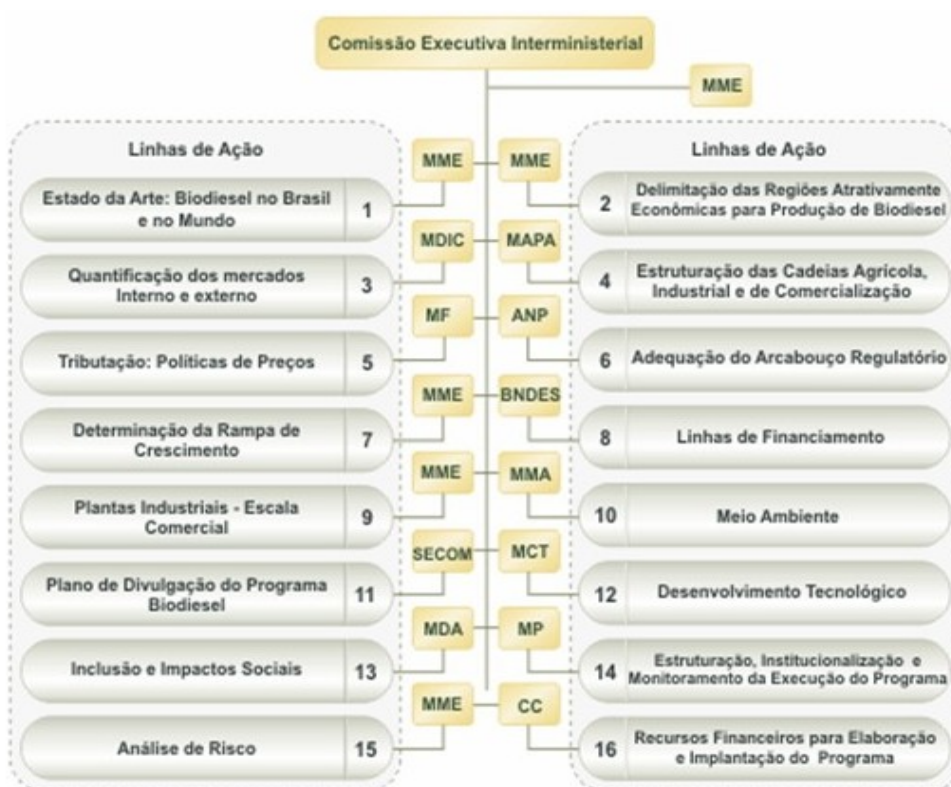 Comissão Executiva Interministerial
MME
Linhas de Ação
Linhas de Ação
MME
MME
Estado da Arte: Biodiesel no Brasil
e no Mundo
1
2
Delimitação das Regiões Atrativamente
Econômicas para Produção de Biodiesel
MDIC
MAPA
Quantificação dos mercados
Interno e externo
3
4
Estruturação das Cadeias Agrícola,
Industrial e de Comercialização
MF
ANP
Tributação: Políticas de Preços
5
6
Adequação do Arcabouço Regulatório
MME
BNDES
Determinação da Rampa de
Crescimento
7
8
Linhas de Financiamento
MME
MMA
Plantas Industriais - Escala
Comercial
9
10
Meio Ambiente
SECOM
MCT
Plano de Divulgação do Programa
Biodiesel
11
12
Desenvolvimento Tecnológico
MDA
MP
Inclusão e Impactos Sociais
13
14
Estruturação, Institucionalização e
Monitoramento da Execução do Programa
MME
CC
Análise de Risco
15
16
Recursos Financeiros para Elaboração
e Implantação do Programa